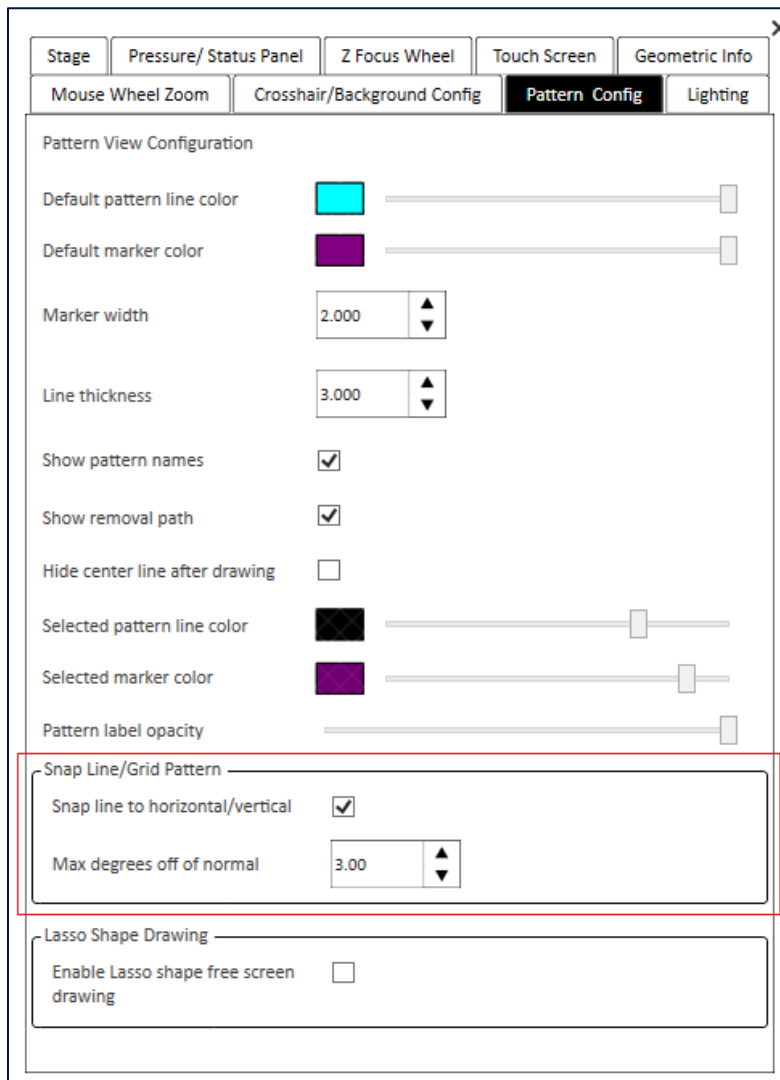 Stage
Pressure/ Status Panel
Z Focus Wheel
Touch Screen
Geometric Info
Mouse Wheel Zoom
Crosshair/Background Config
Pattern Config
Lighting
Pattern View Configuration
Default pattern line color
Default marker color
Marker width
2.000
Line thickness
3.000
Show pattern names
Show removal path
Hide center line after drawing
Selected pattern line color
Selected marker color
Pattern label opacity
Snap Line/Grid Pattern
Snap line to horizontal/vertical
Max degrees off of normal
3.00
Lasso Shape Drawing
Enable Lasso shape free screen
drawing